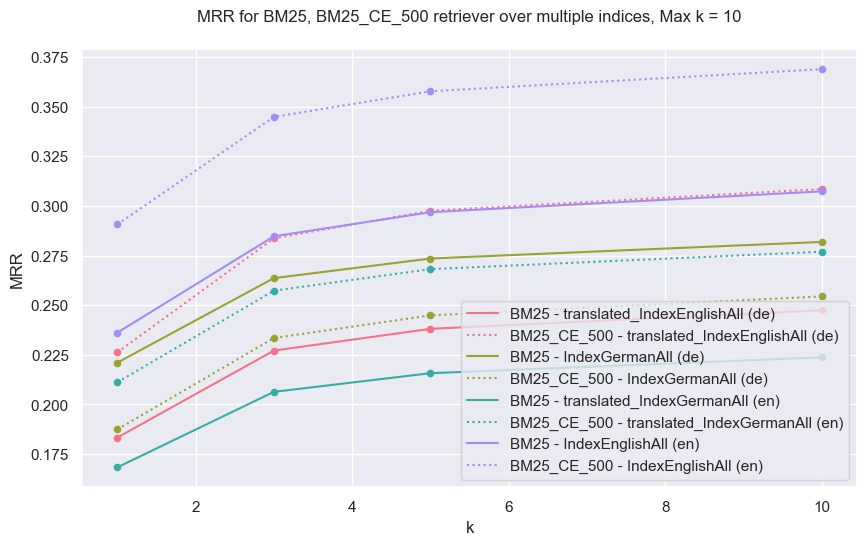 MRR for BM25, BM25_CE_500 retriever over multiple indices, Max k = 10
MRR
0.375
0.350
0.325
0.300
0.275
0.250
0.225
0.200
0.175
BM25 - translated_IndexEnglishAll (de)
BM25_CE_500 - translated_IndexEnglishAll (de)
BM25 - IndexGermanAll (de)
BM25_CE_500 - IndexGermanAll (de)
BM25 - translated_IndexGermanAll (en)
BM25_CE_500 - translated_IndexGermanAll (en)
BM25 - IndexEnglishAll (en)
BM25_CE_500 - IndexEnglishAll (en)
2 4 6 8 10
k